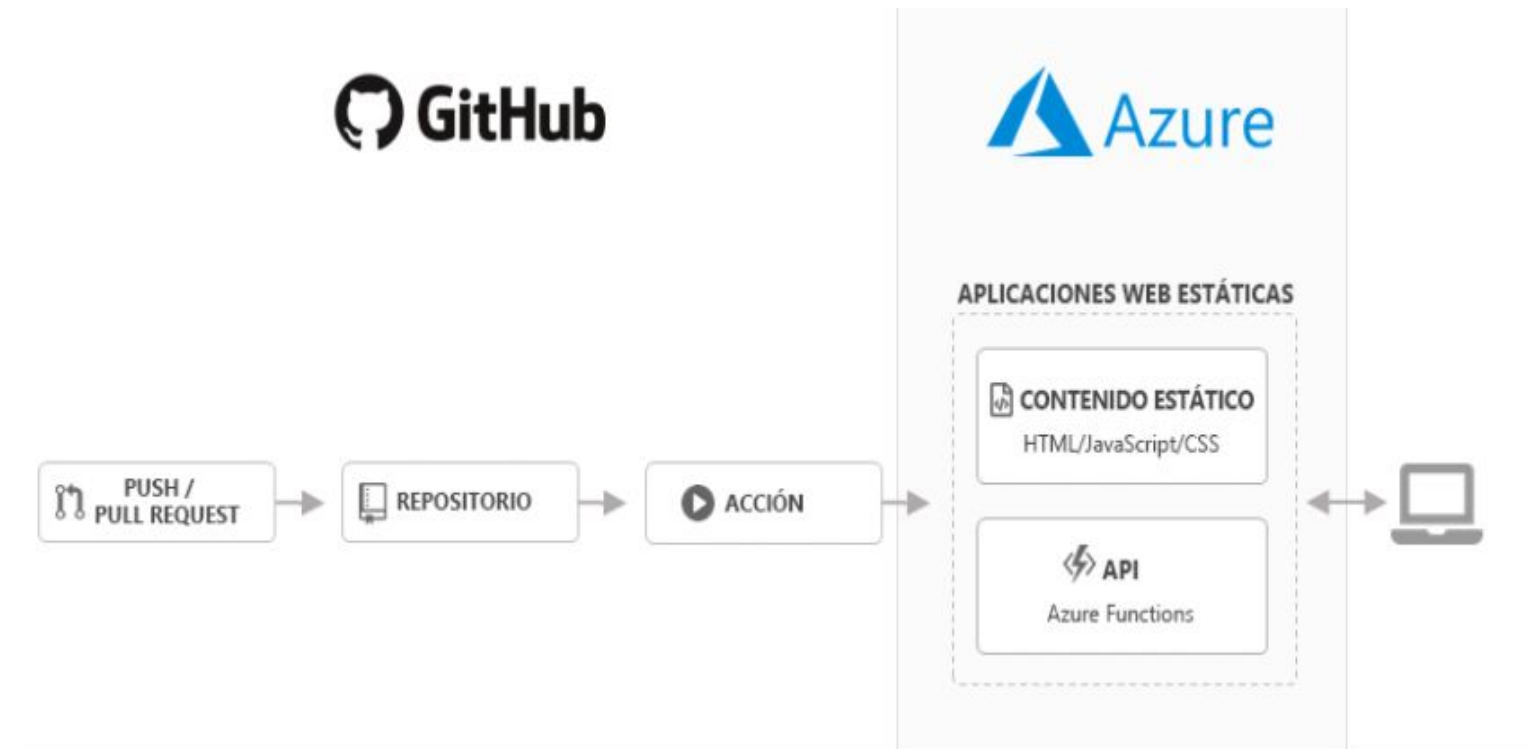 GitHub
Azure
APLICACIONES WEB ESTÁTICAS
CONTENIDO ESTÁTICO
HTML/JavaScript/CSS
PUSH /
PULL REQUEST
REPOSITORIO
ACCIÓN
API
Azure Functions